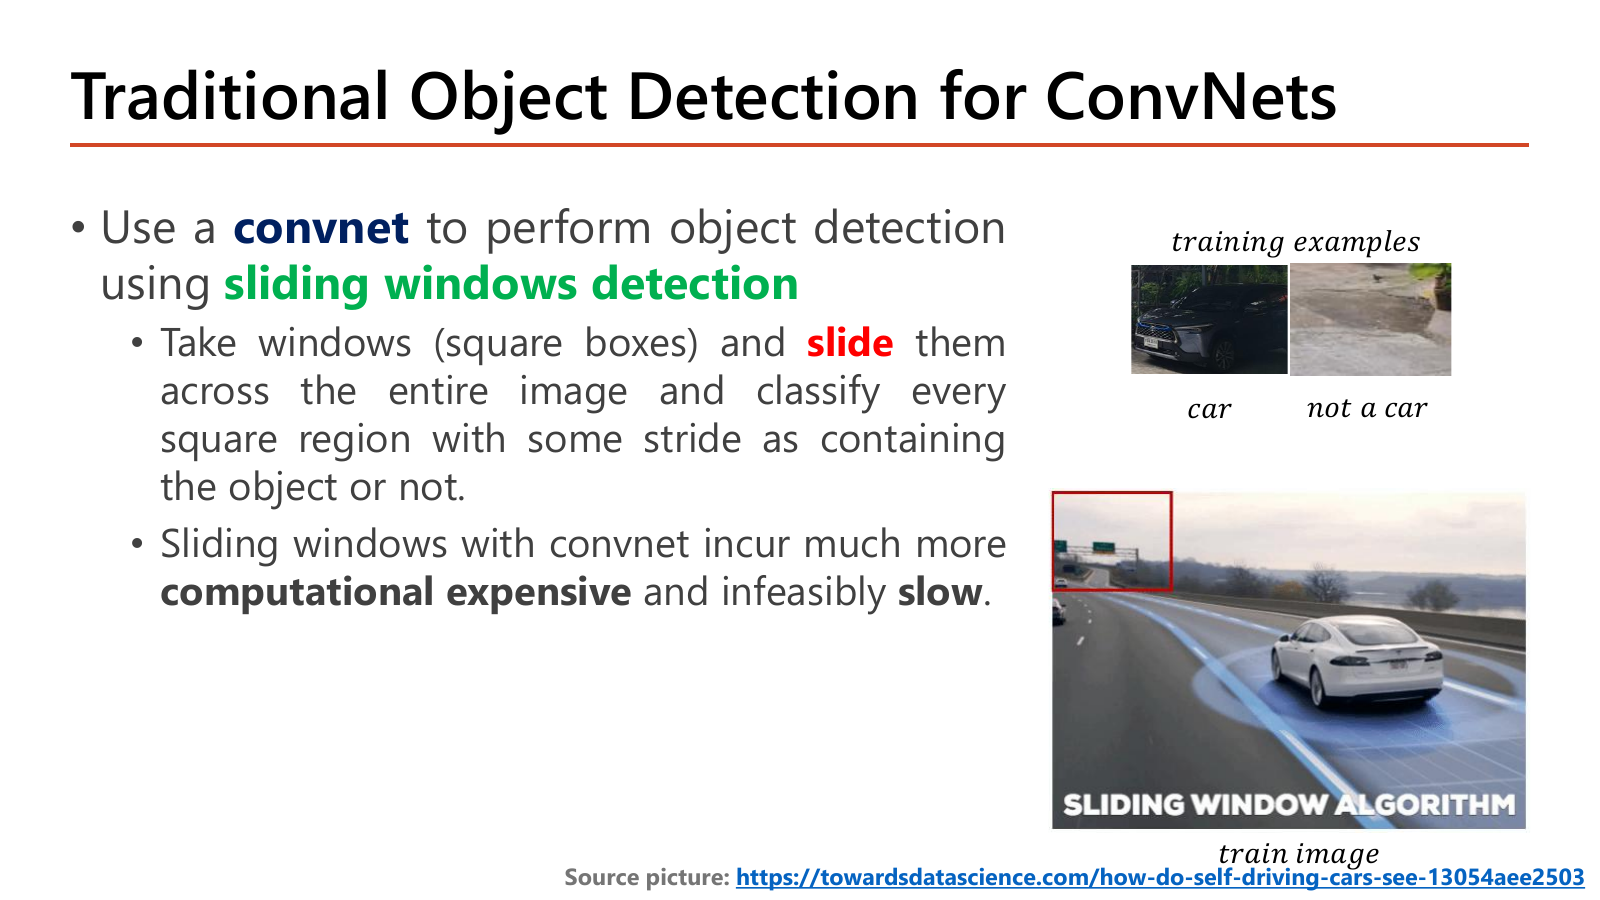 Traditional Object Detection for ConvNets
• Use a convnet to perform object detection
using sliding windows detection
• Take windows (square boxes) and slide them
across the entire image and classify every
square region with some stride as containing
the object or not.
• Sliding windows with convnet incur much more
computational expensive and infeasibly slow.
training examples
car
not a car
SLIDING WINDOW ALGORITHM
train image
Source picture: https://towardsdatascience.com/how-do-self-driving-cars-see-13054aee2503